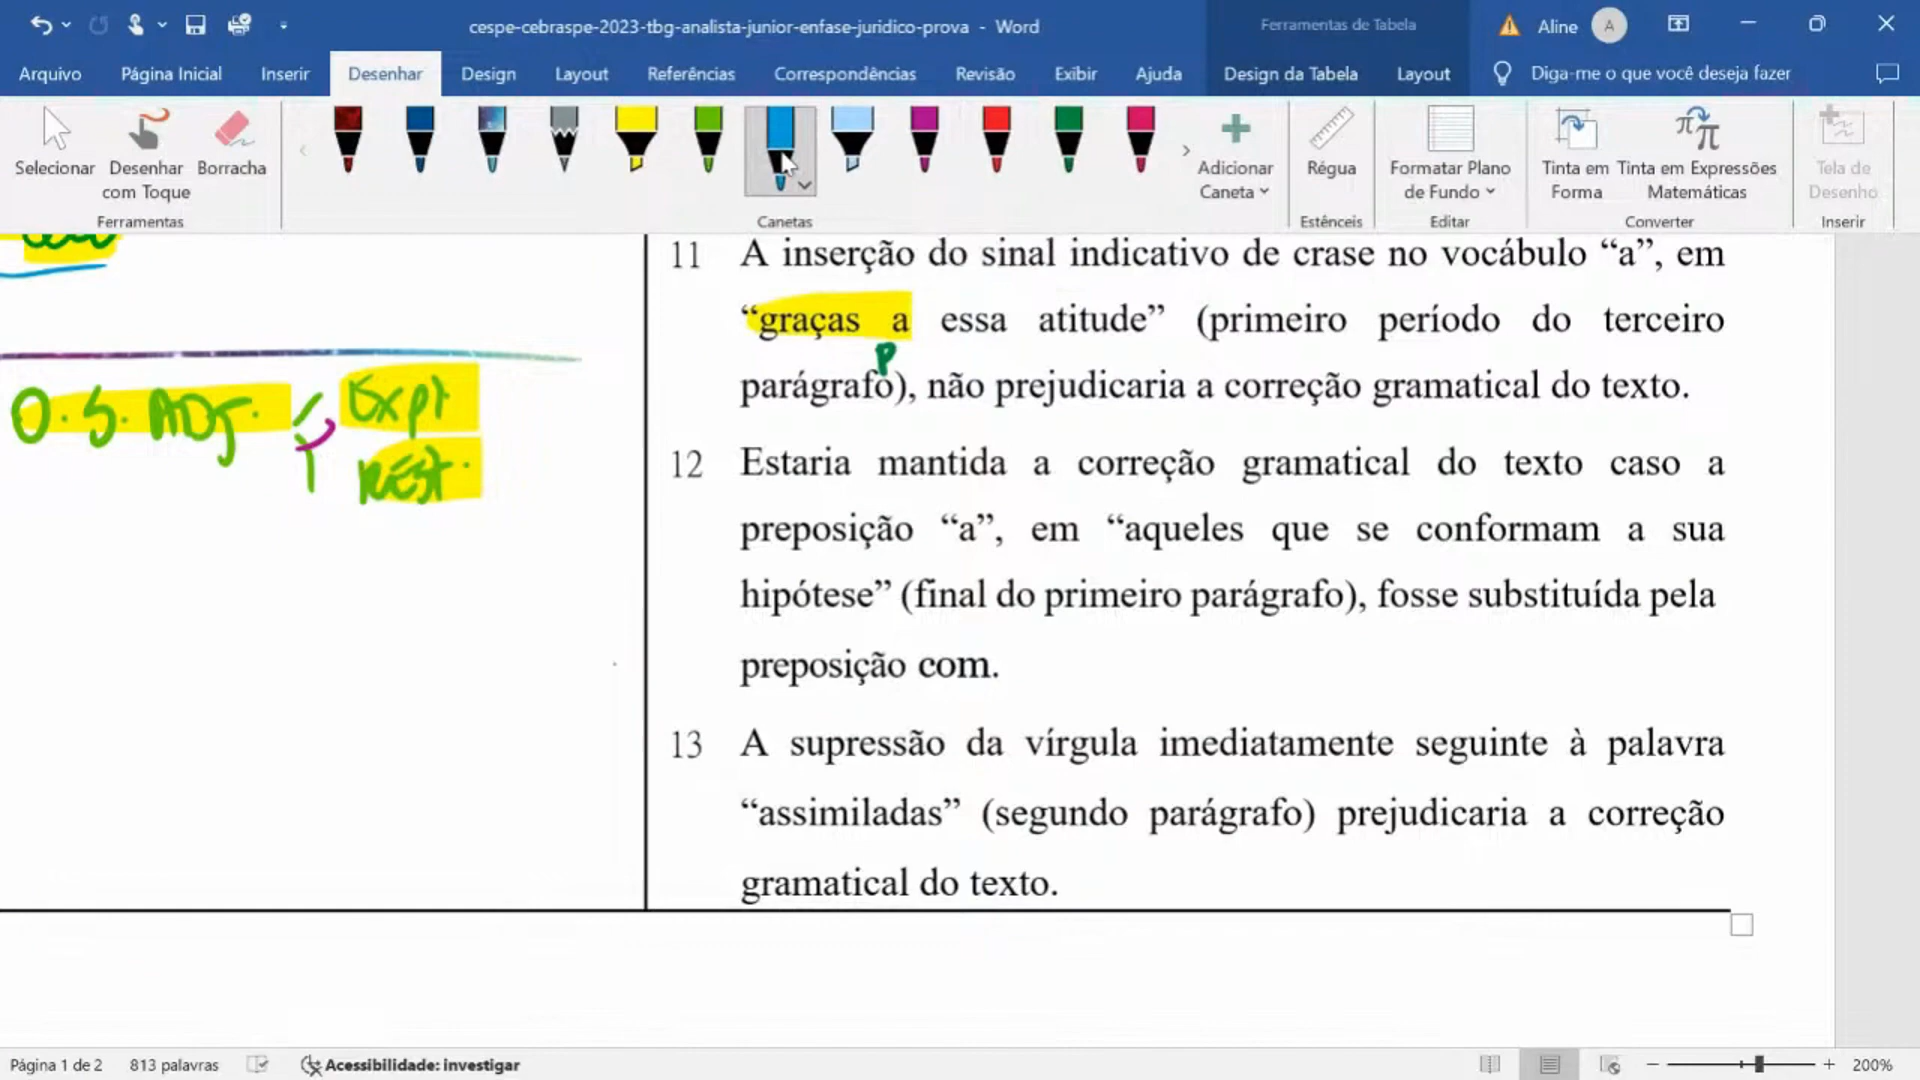 cespe-cebraspe-2023-tbg-analista-junior-enfase-juridico-prova - Word
Ferramentas de Tabela
Aline
A
Arquivo
Página Inicial
Inserir
Desenhar
Design
Layout
Referências
Correspondências
Revisão
Exibir
Ajuda
Design da Tabela
Layout
Diga-me o que você deseja fazer
Selecionar
Desenhar
com Toque
Borracha
Ferramentas
Canetas
Adicionar
Caneta
Régua
Estênceis
Formatar Plano
de Fundo
Editar
Tinta em
Forma
Tinta em Expressões
Matemáticas
Converter
Tela de
Desenho
Inserir
O.S. ADJ.
Expl
REST.
11 A inserção do sinal indicativo de crase no vocábulo “a”, em
“graças a essa atitude” (primeiro período do terceiro
P
parágrafo), não prejudicaria a correção gramatical do texto.
12 Estaria mantida a correção gramatical do texto caso a
preposição “a”, em “aqueles que se conformam a sua
hipótese” (final do primeiro parágrafo), fosse substituída pela
preposição com.
13 A supressão da vírgula imediatamente seguinte à palavra
“assimiladas” (segundo parágrafo) prejudicaria a correção
gramatical do texto.
Página 1 de 2
813 palavras
Acessibilidade: investigar
200%